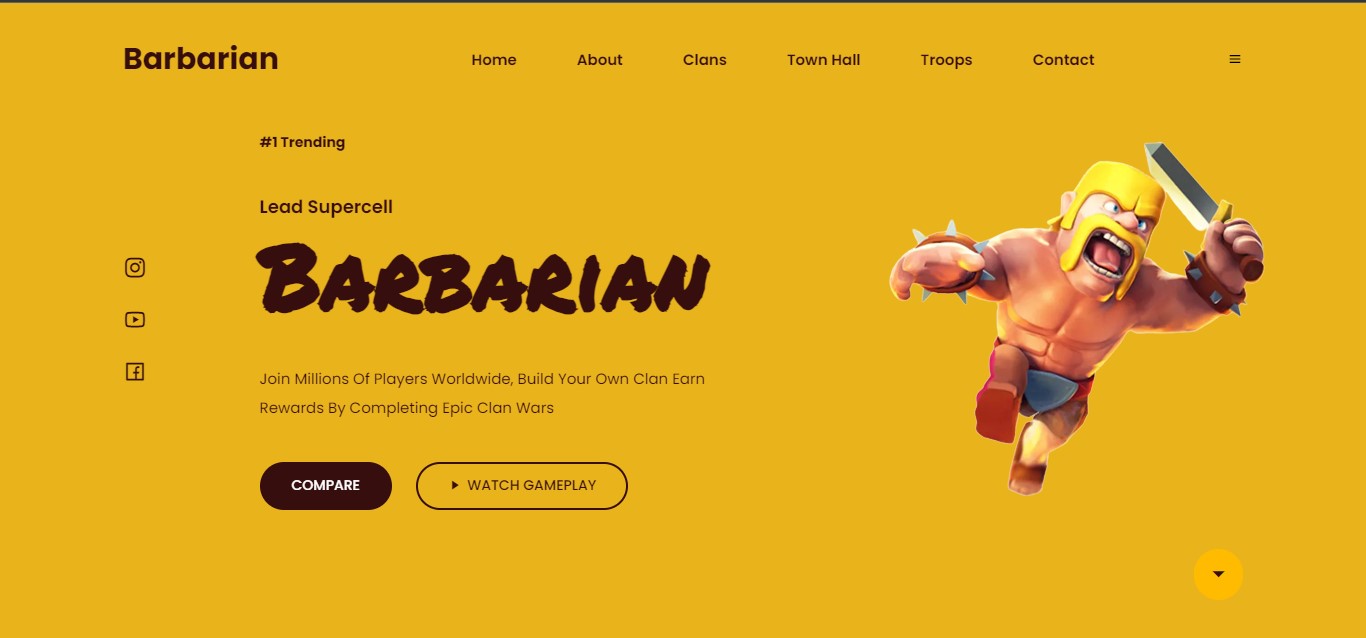 Barbarian
Home
About
Clans
Town Hall
Troops
Contact
#1 Trending
Lead Supercell
Barbarian
Join Millions Of Players Worldwide, Build Your Own Clan Earn
Rewards By Completing Epic Clan Wars
COMPARE
WATCH GAMEPLAY